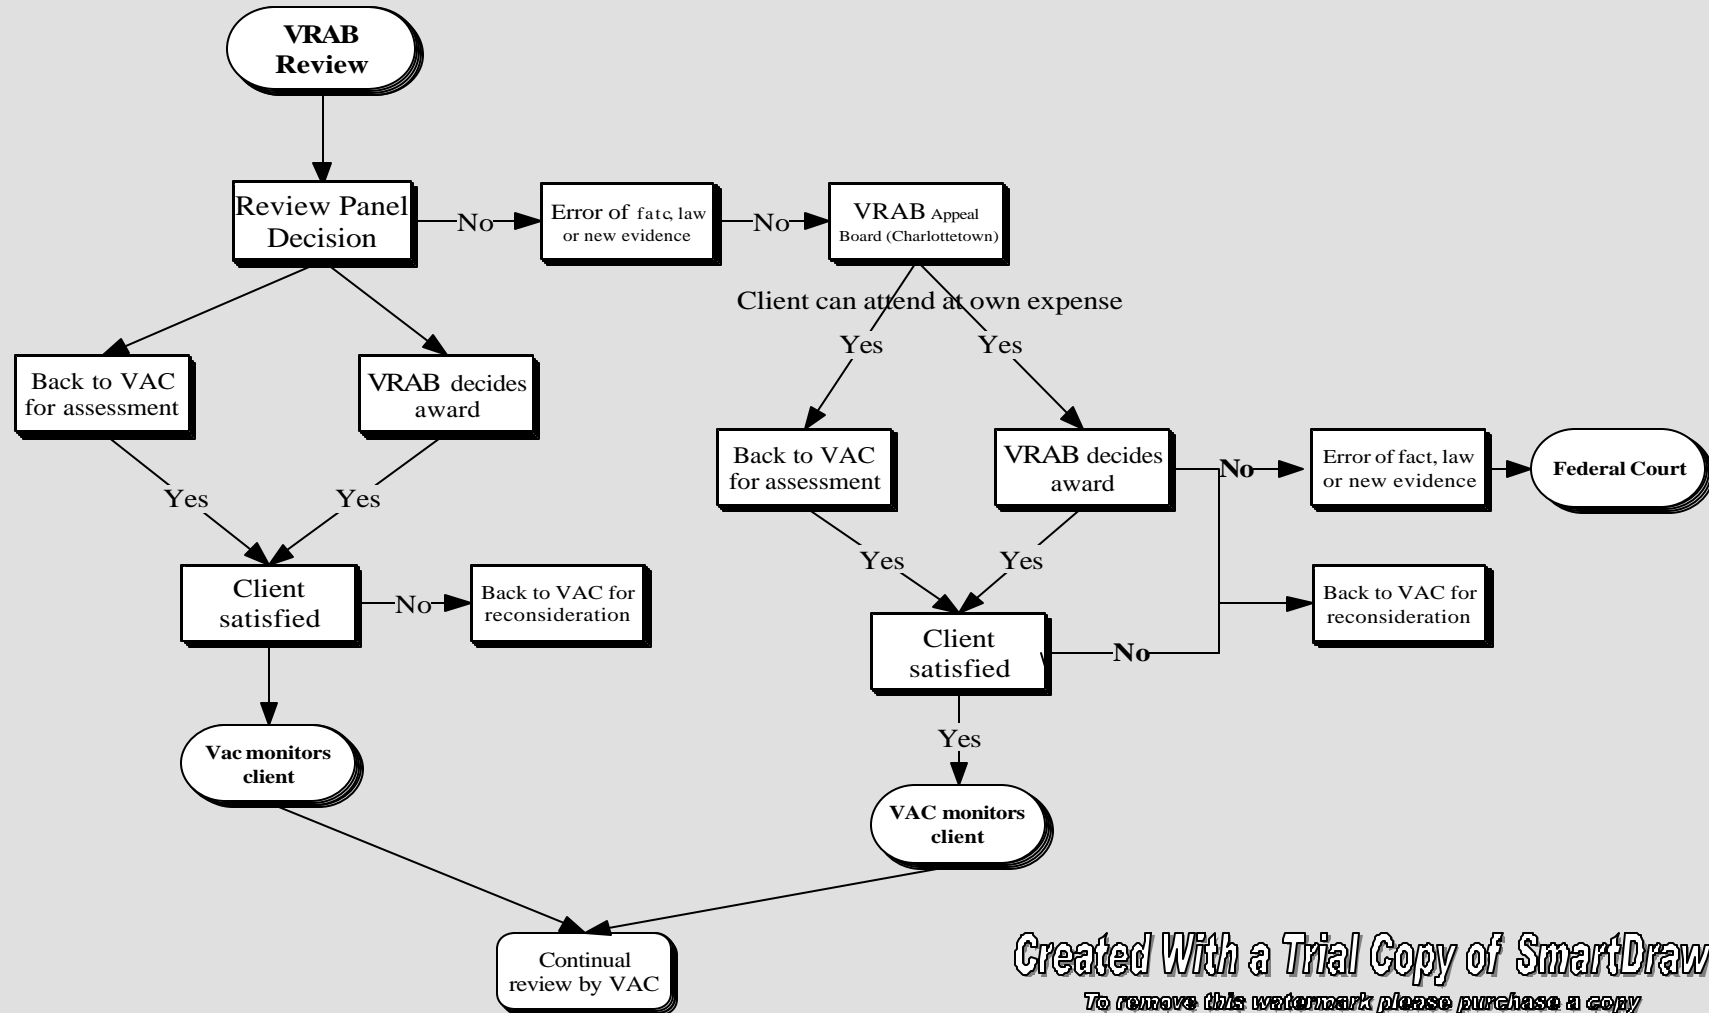 VRAB
Review
Review Panel
Decision
No
Error of fatc, law
or new evidence
No
VRAB Appeal
Board (Charlottetown)
Client can attend at own expense
Yes
Yes
Back to VAC
for assessment
VRAB decides
award
Yes
Yes
Client
satisfied
No
Back to VAC for
reconsideration
Vac monitors
client
Back to VAC
for assessment
VRAB decides
award
No
Error of fact, law
or new evidence
Federal Court
Yes
Yes
Back to VAC for
reconsideration
Client
satisfied
No
Yes
VAC monitors
client
Continual
review by VAC
Created With a Trial Copy of SmartDraw
To remove this watermark please purchase a copy